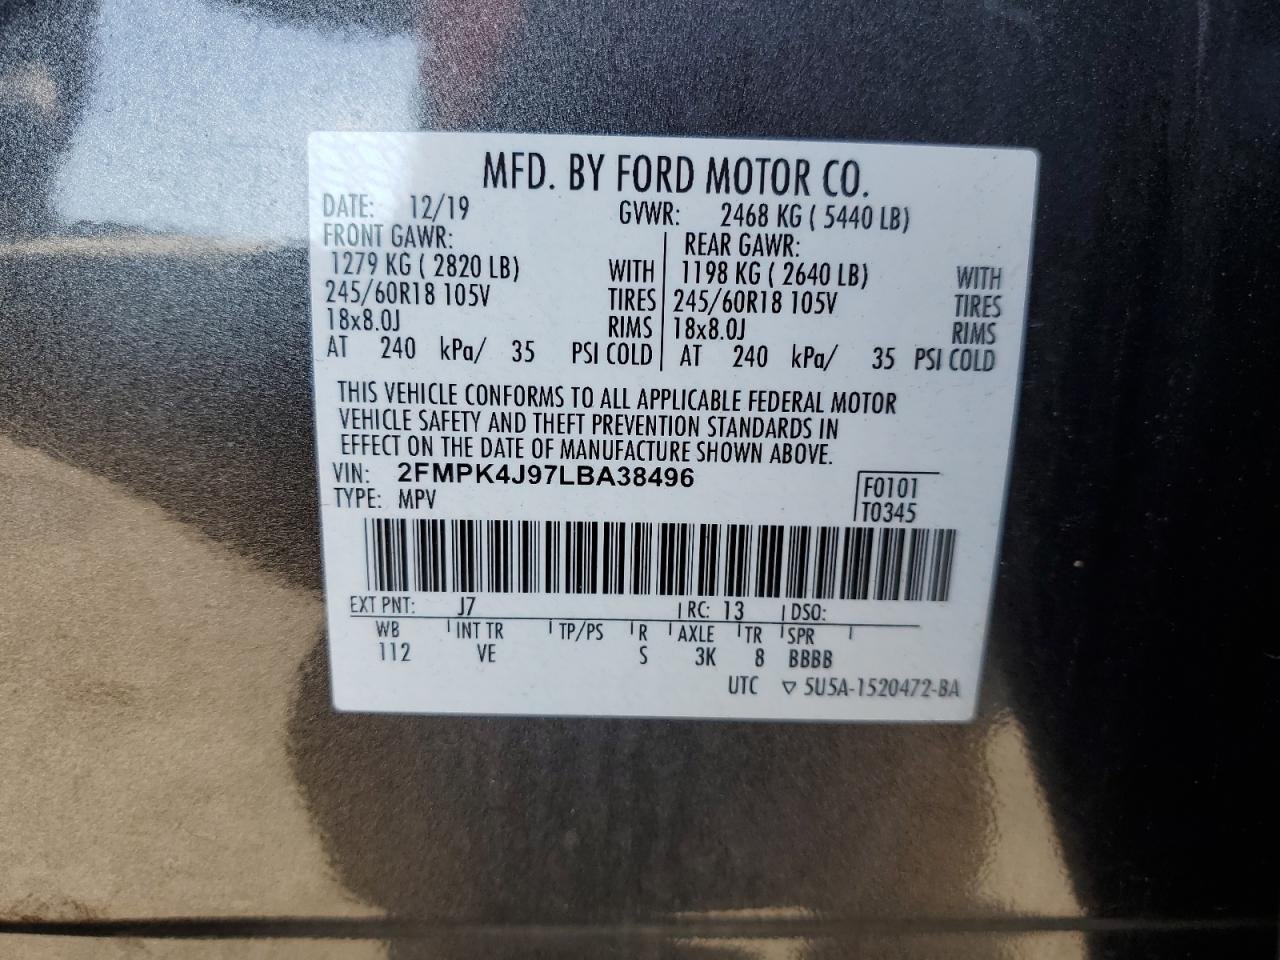 MFD. BY FORD MOTOR CO.
DATE: 12/19 GVWR: 2468 KG ( 5440 LB)
FRONT GAWR: REAR GAWR:
1279 KG ( 2820 LB) WITH 1198 KG ( 2640 LB) WITH
245/60R18 105V TIRES 245/60R18 105V TIRES
18x8.0J RIMS 18x8.0J RIMS
AT 240 kPa/ 35 PSI COLD AT 240 kPa/ 35 PSI COLD
THIS VEHICLE CONFORMS TO ALL APPLICABLE FEDERAL MOTOR
VEHICLE SAFETY AND THEFT PREVENTION STANDARDS IN
EFFECT ON THE DATE OF MANUFACTURE SHOWN ABOVE.
VIN: 2FMPK4J97LBA38496
TYPE: MPV
F0101
T0345
EXT PNT: J7 RC: 13 DSO:
WB INT TR TP/PS R AXLE TR SPR
112 VE S 3K 8 BBBB
UTC ▽ 5U5A-1520472-BA